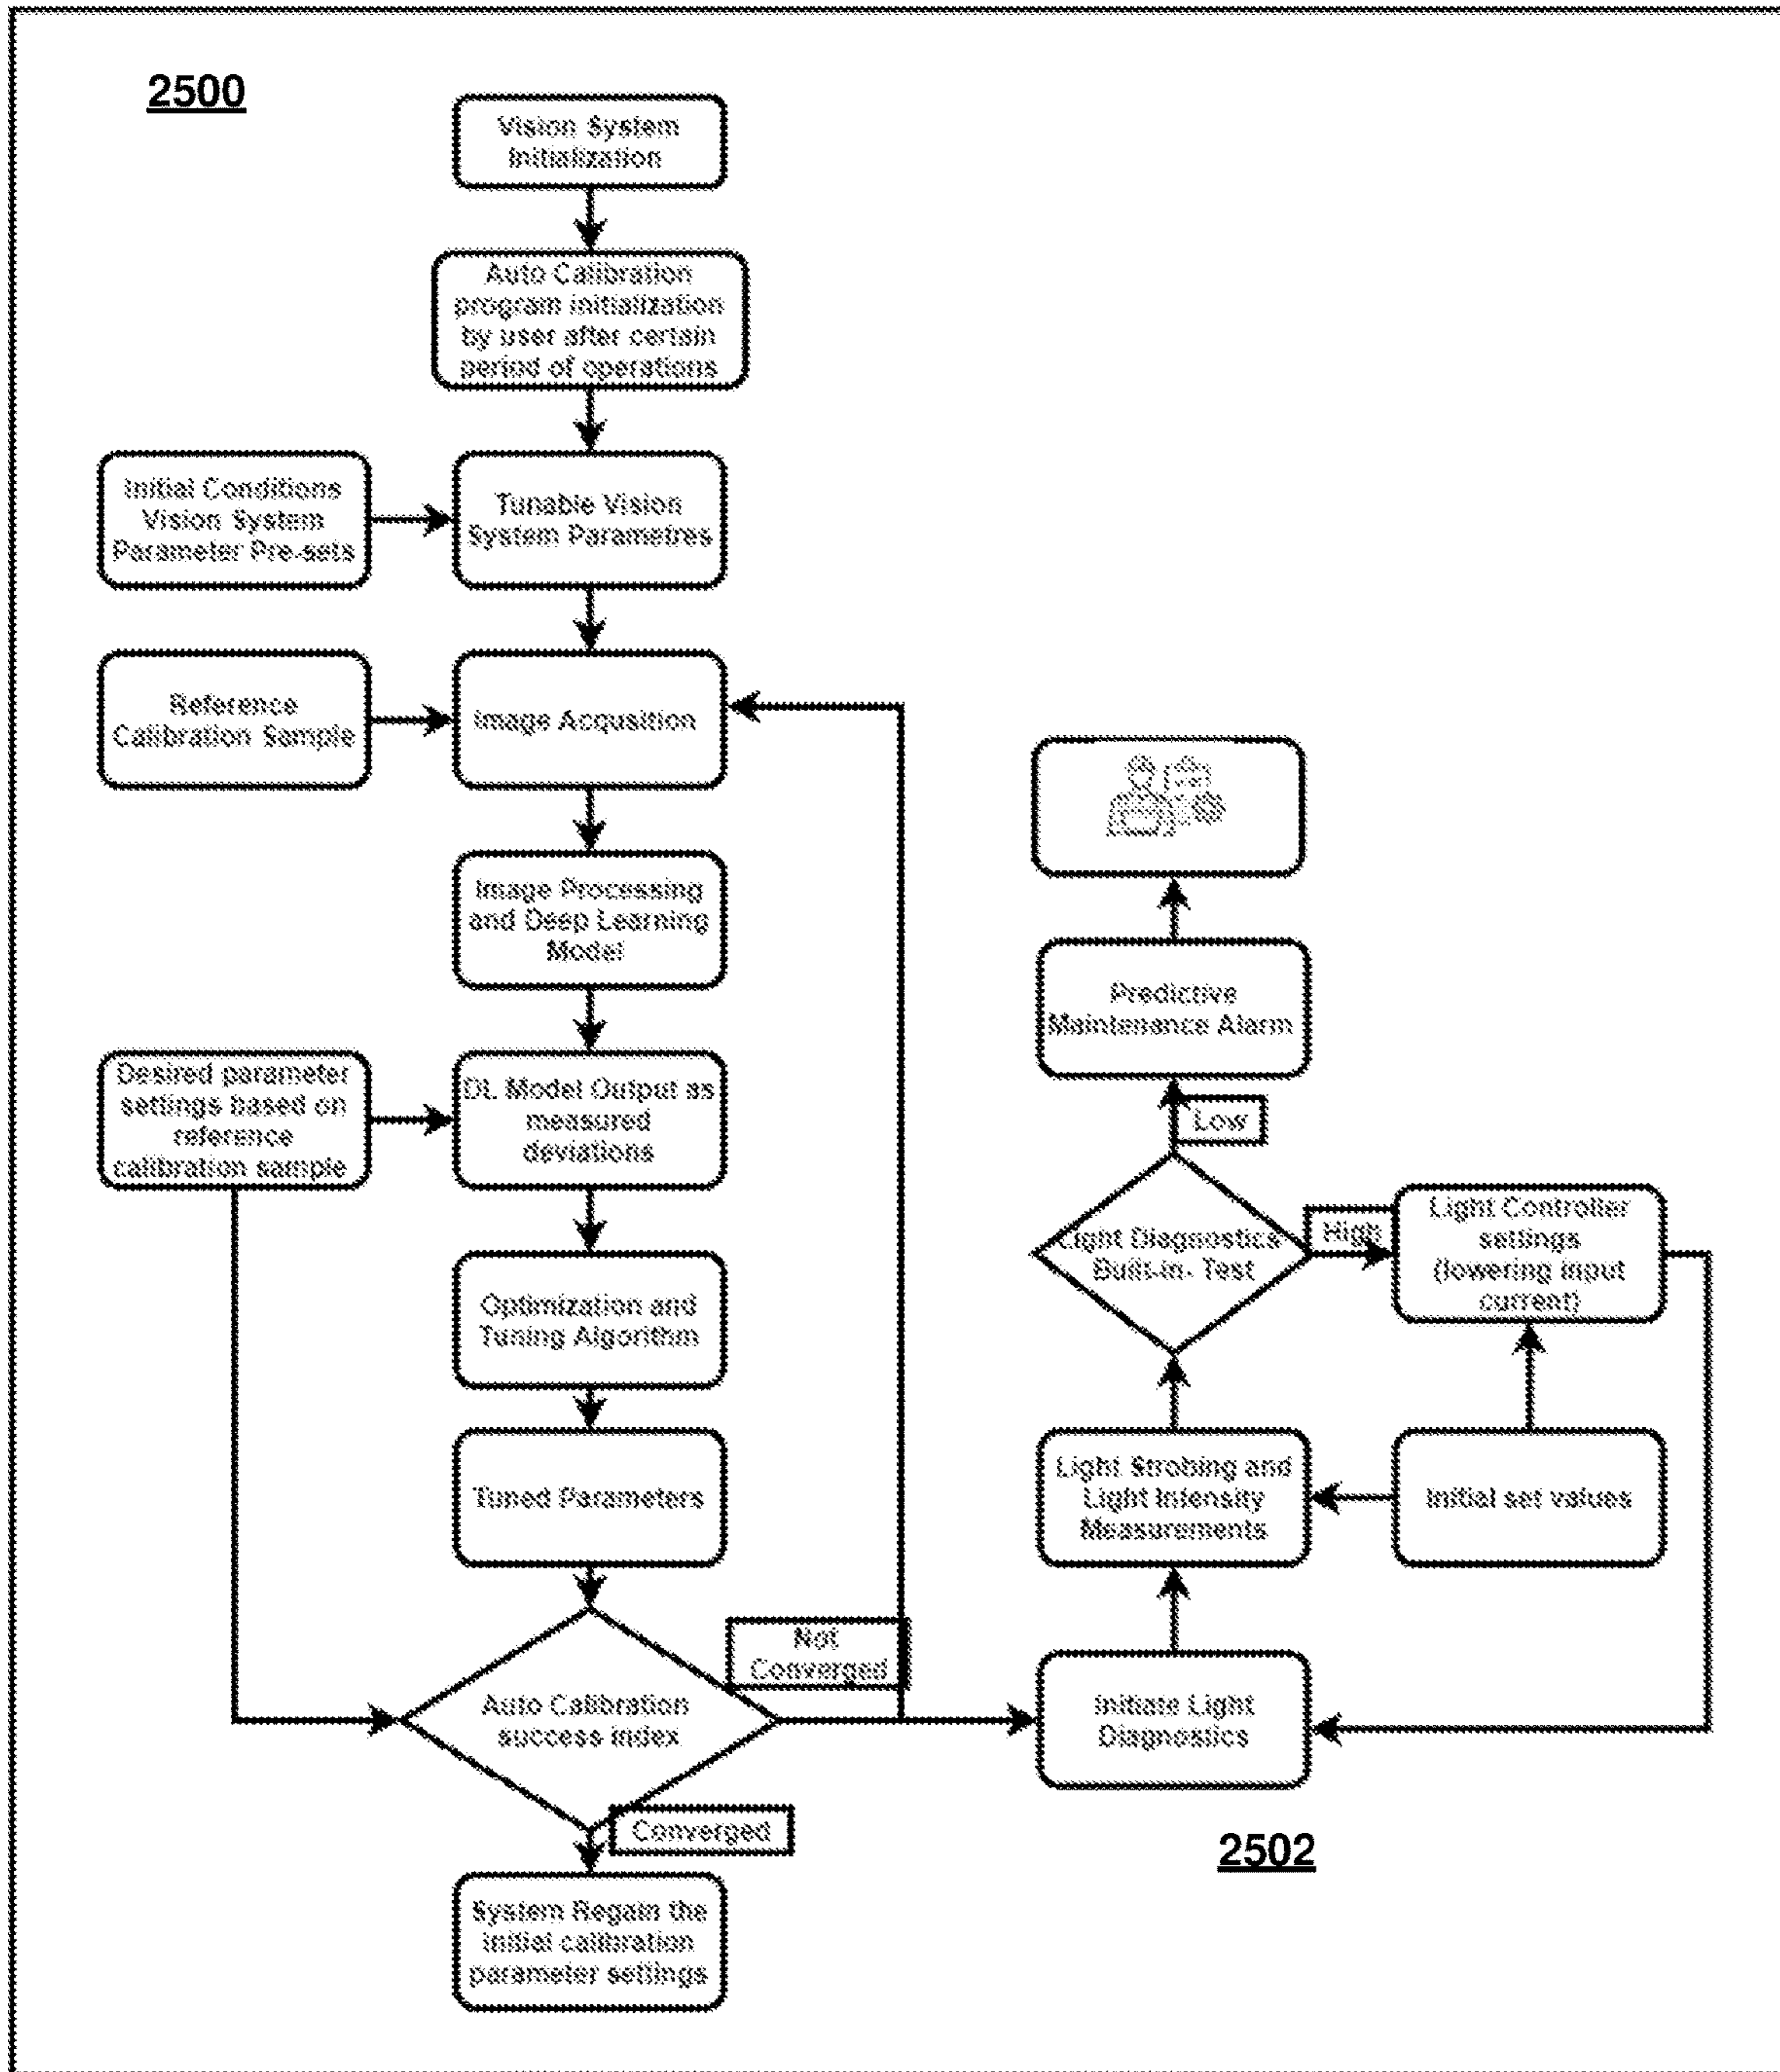 2500
Vision System
Initialization
Auto Calibration
program initialization
by user after certain
period of operations
Initial Conditions
Vision System
Parameter Pre-sets
Tunable Vision
System Parametres
Reference
Calibration Sample
Image Acqusition
Image Processing
and Deep Learning
Model
Desired parameter
settings based on
reference
calibration sample
DL Model Output as
measured
deviations
Optimization and
Tuning Algorithm
Tuned Parameters
Not
Converged
Auto Calibration
success index
Converged
System Regain the
initial calibration
parameter settings
Predictive
Maintenance Alarm
Low
Light Diagnostics
Built-in- Test
High
Light Controller
settings
(lowering input
current)
Light Strobing and
Light Intensity
Measurements
Initial set values
Initiate Light
Diagnostics
2502